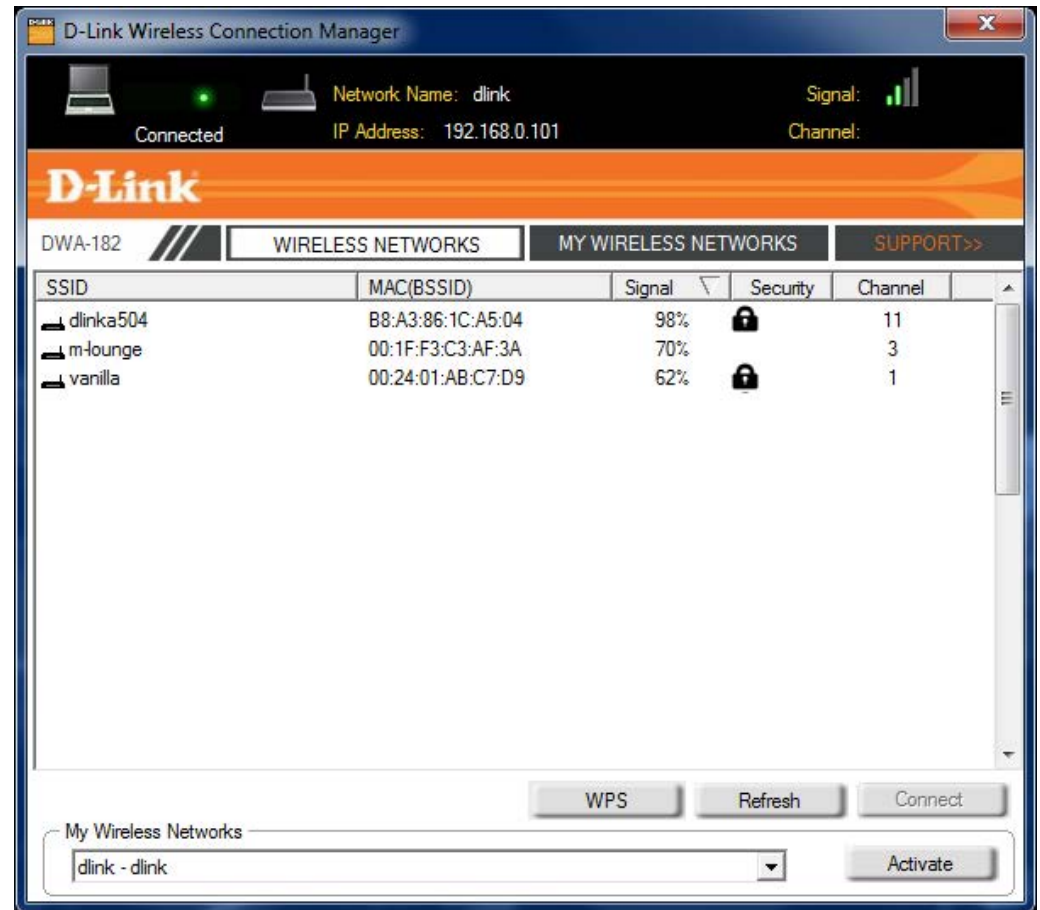 D-Link Wireless Connection Manager
Network Name: dlink Signal:
Connected IP Address: 192.168.0.101 Channel:
D-Link
DWA-182 WIRELESS NETWORKS MY WIRELESS NETWORKS SUPPORT>>
SSID MAC(BSSID) Signal Security Channel
dlinka504 B8:A3:86:1C:A5:04 98% 11
m-lounge 00:1F:F3:C3:AF:3A 70% 3
vanilla 00:24:01:AB:C7:D9 62% 1
WPS Refresh Connect
My Wireless Networks
dlink - dlink Activate